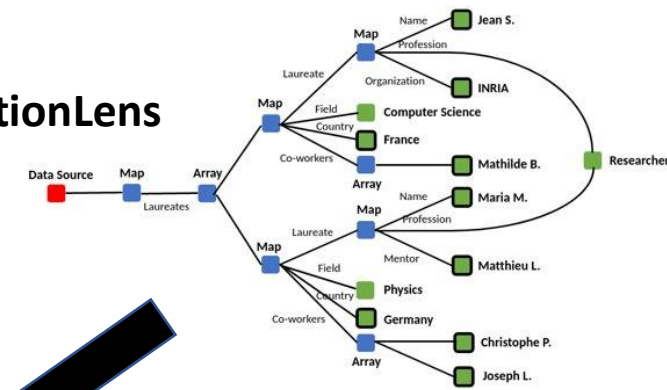 tionLens
Data Source
Map
Laureates
Array
Map
Laureate
Map
Name
Jean S.
Profession
Organization
INRIA
Field
Computer Science
Country
France
Co-workers
Array
Mathilde B.
Researcher
Map
Laureate
Map
Name
Maria M.
Profession
Mentor
Matthieu L.
Field
Physics
Country
Germany
Co-workers
Array
Christophe P.
Joseph L.